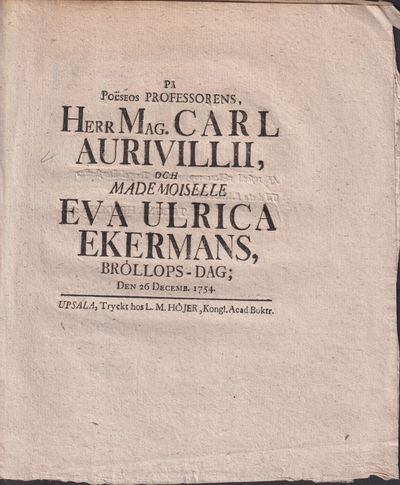 På
Poëseos PROFESSORENS,
HERR MAG. CARL
AURIVILLII,
OCH
MADEMOISELLE
EVA ULRICA
EKERMANS,
BRÖLLOPS-DAG;
DEN 26 DECEMB. 1754.
UPSALA, Tryckt hos L. M. HÖJER, Kongl. Acad Boktr.